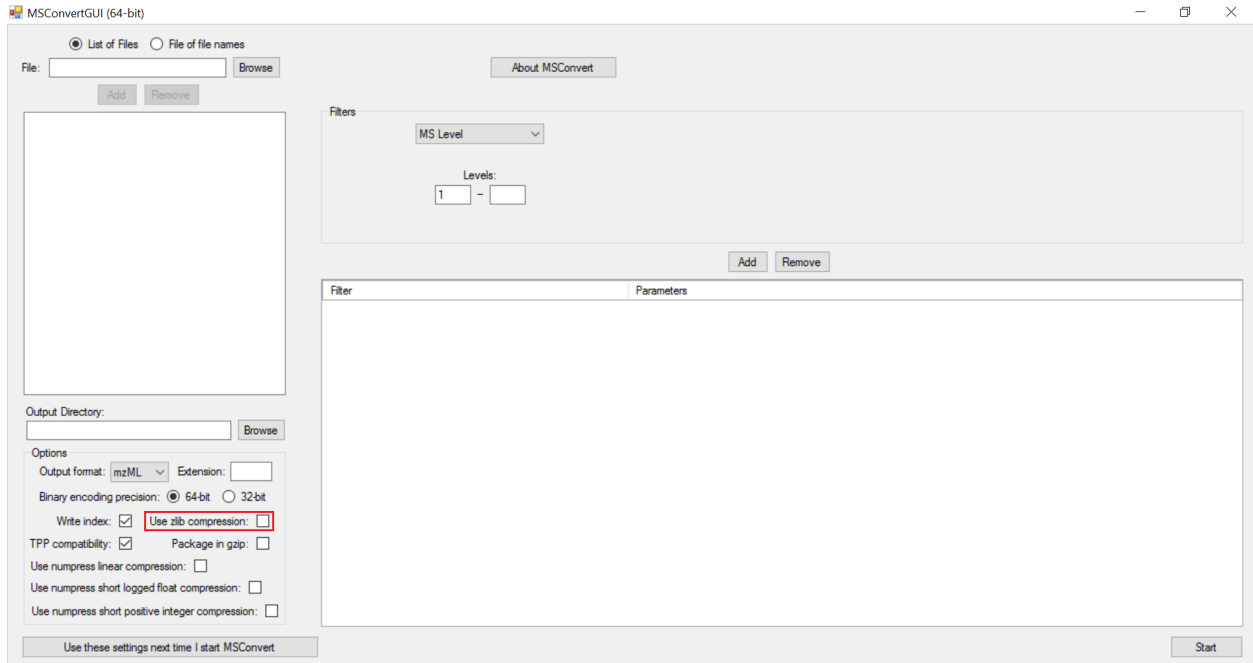 MSConvertGUI (64-bit)
List of Files File of file names
File: Browse About MSConvert
Add Remove
Filters
MS Level
Levels:
1 -
Add Remove
Filter Parameters
Output Directory:
Browse
Options
Output format: mzML Extension:
Binary encoding precision: 64-bit 32-bit
Write index: Use zlib compression:
TPP compatibility: Package in gzip:
Use numpress linear compression:
Use numpress short logged float compression:
Use numpress short positive integer compression:
Use these settings next time I start MSConvert Start